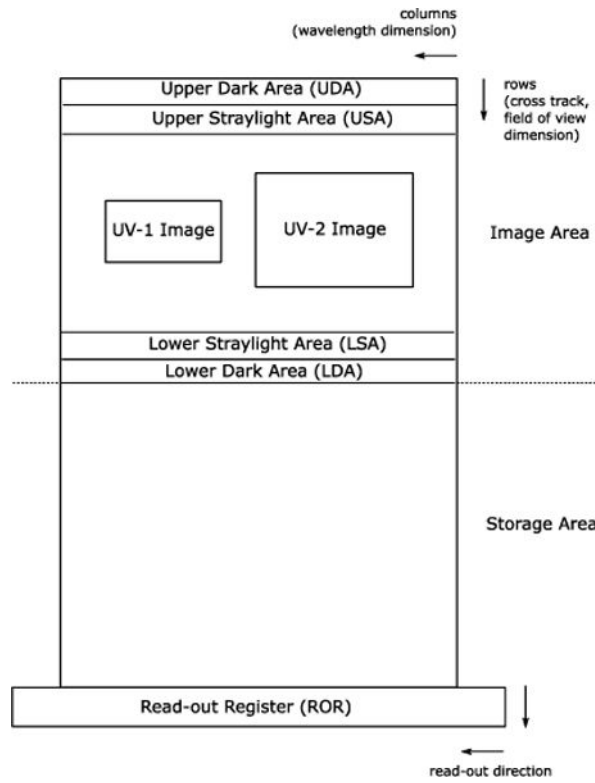 columns
(wavelength dimension)
Upper Dark Area (UDA)
Upper Straylight Area (USA)
rows
(cross track,
field of view
dimension)
UV-1 Image
UV-2 Image
Image Area
Lower Straylight Area (LSA)
Lower Dark Area (LDA)
Storage Area
Read-out Register (ROR)
read-out direction